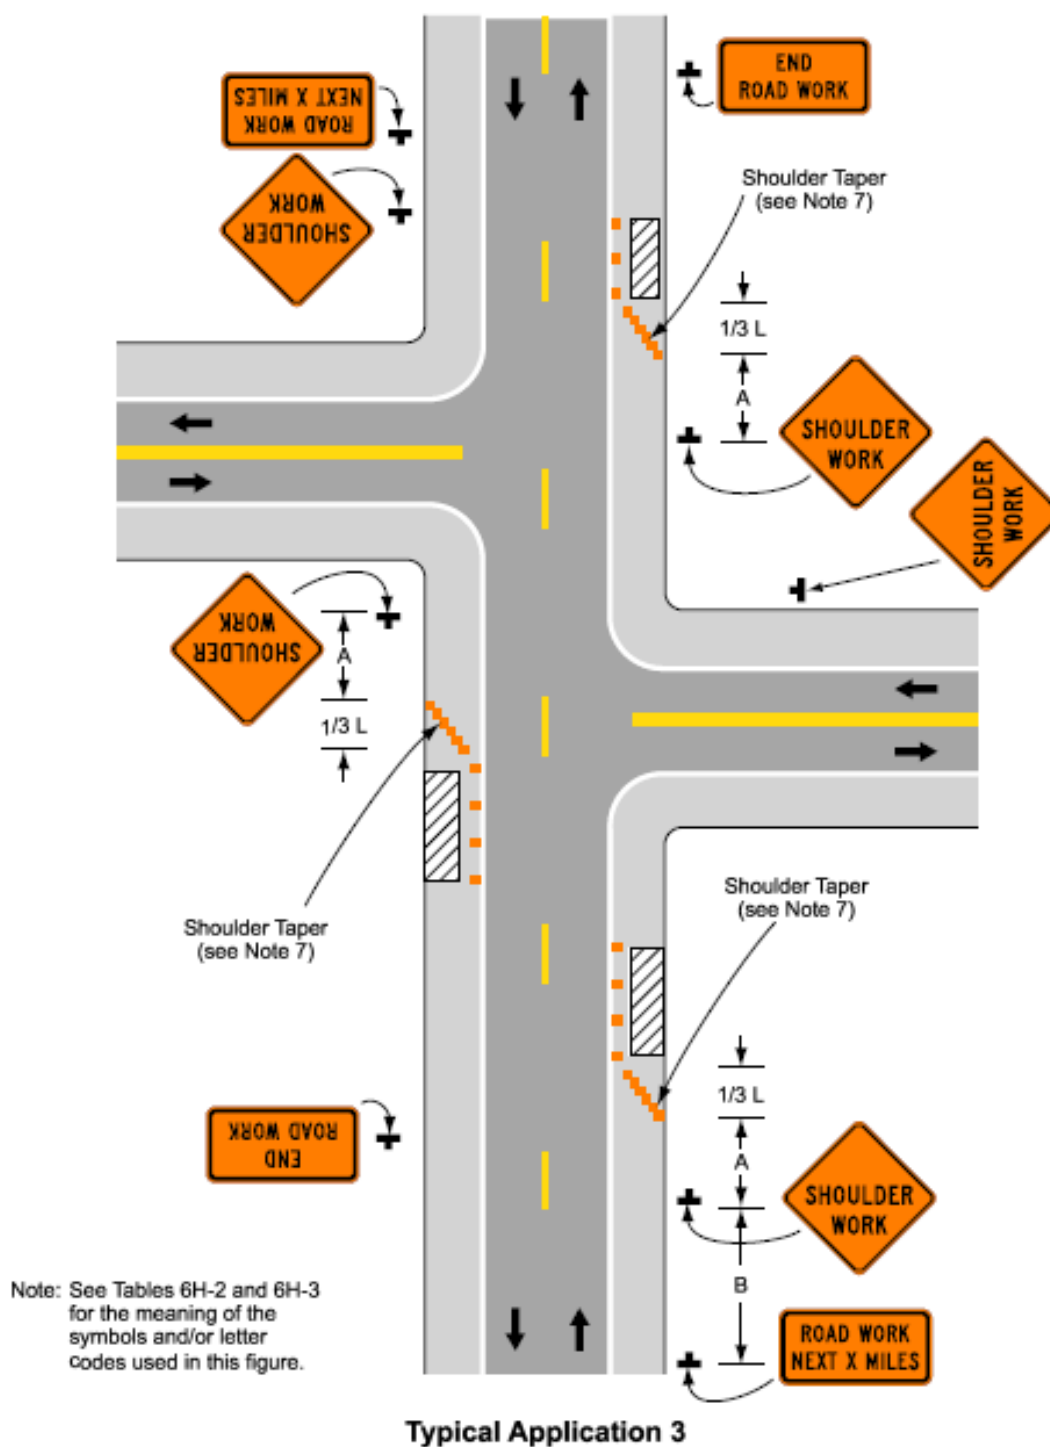 END
ROAD WORK
ROAD WORK
NEXT X MILES
SHOULDER
WORK
Shoulder Taper
(see Note 7)
1/3 L
A
SHOULDER
WORK
SHOULDER
WORK
SHOULDER
WORK
A
1/3 L
Shoulder Taper
(see Note 7)
Shoulder Taper
(see Note 7)
1/3 L
A
END
ROAD WORK
SHOULDER
WORK
B
Note: See Tables 6H-2 and 6H-3
for the meaning of the
symbols and/or letter
codes used in this figure.
ROAD WORK
NEXT X MILES
Typical Application 3